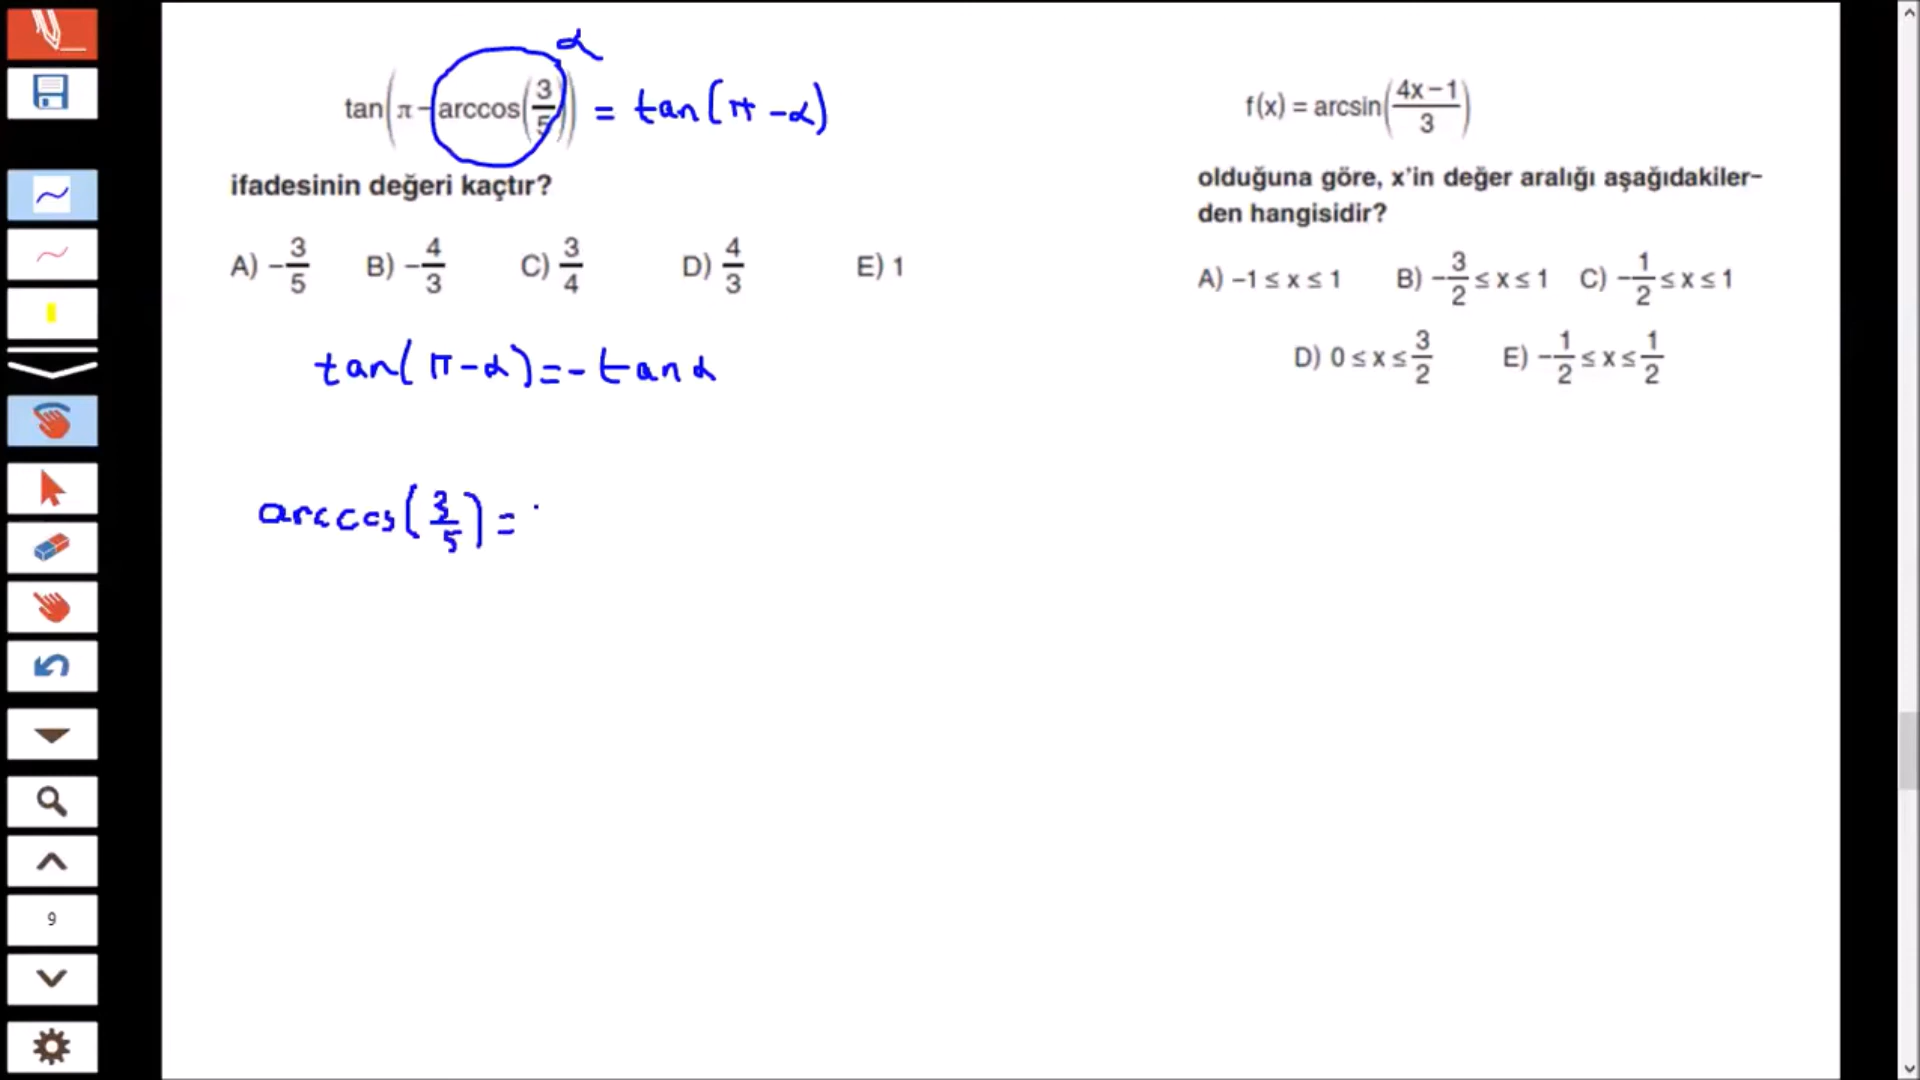 tan(π - arccos(3/5)) = tan(π - α)
α
ifadesinin değeri kaçtır?
A) -3/5 B) -4/3 C) 3/4 D) 4/3 E) 1
tan(π - α) = - tan α
arccos(3/5) =
f(x) = arcsin((4x - 1)/3)
olduğuna göre, x'in değer aralığı aşağıdakiler-
den hangisidir?
A) -1 ≤ x ≤ 1 B) -3/2 ≤ x ≤ 1 C) -1/2 ≤ x ≤ 1
D) 0 ≤ x ≤ 3/2 E) -1/2 ≤ x ≤ 1/2
9